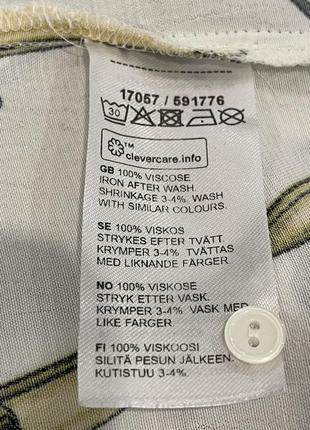 17057 / 591776
30
TM
clevercare.info
GB 100% VISCOSE
IRON AFTER WASH.
SHRINKAGE 3-4%. WASH
WITH SIMILAR COLOURS.
SE 100% VISKOS
STRYKES EFTER TVÄTT.
KRYMPER 3-4%. TVÄTTAS
MED LIKNANDE FÄRGER.
NO 100% VISKOSE
STRYK ETTER VASK.
KRYMPER 3-4%. VASK MED
LIKE FARGER.
FI 100% VISKOOSI
SILITÄ PESUN JÄLKEEN.
KUTISTUU 3-4%.